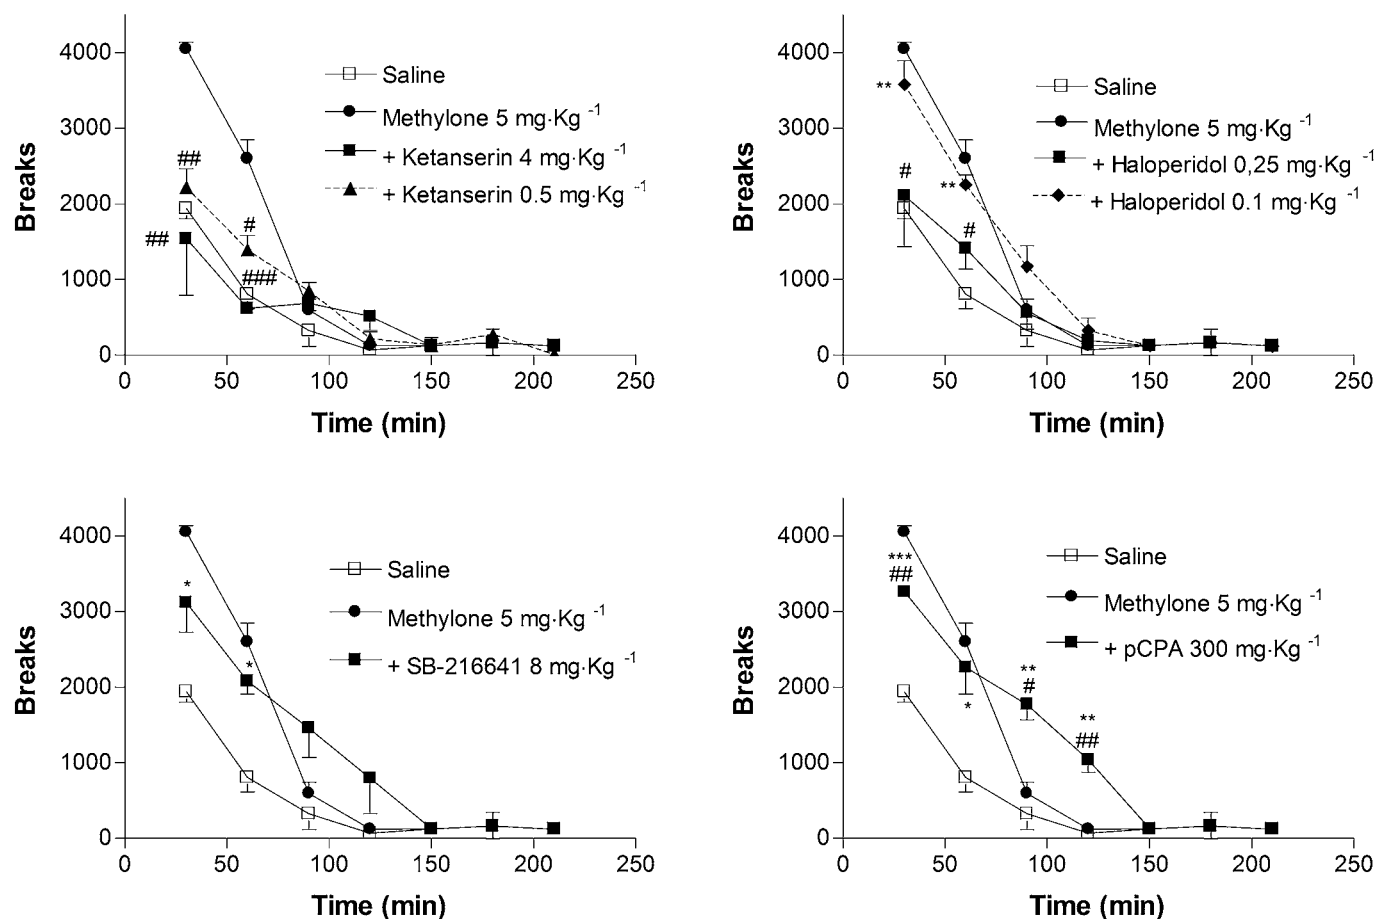 4000
3000
2000
1000
0
Breaks
Saline
Methylone 5 mg·Kg -1
+ Ketanserin 4 mg·Kg -1
+ Ketanserin 0.5 mg·Kg -1
##
##
#
###
0 50 100 150 200 250
Time (min)
4000
3000
2000
1000
0
Breaks
Saline
Methylone 5 mg·Kg -1
+ Haloperidol 0,25 mg·Kg -1
+ Haloperidol 0.1 mg·Kg -1
**
#
**
#
0 50 100 150 200 250
Time (min)
4000
3000
2000
1000
0
Breaks
Saline
Methylone 5 mg·Kg -1
+ SB-216641 8 mg·Kg -1
*
*
0 50 100 150 200 250
Time (min)
4000
3000
2000
1000
0
Breaks
Saline
Methylone 5 mg·Kg -1
+ pCPA 300 mg·Kg -1
***
##
*
**
#
**
##
0 50 100 150 200 250
Time (min)